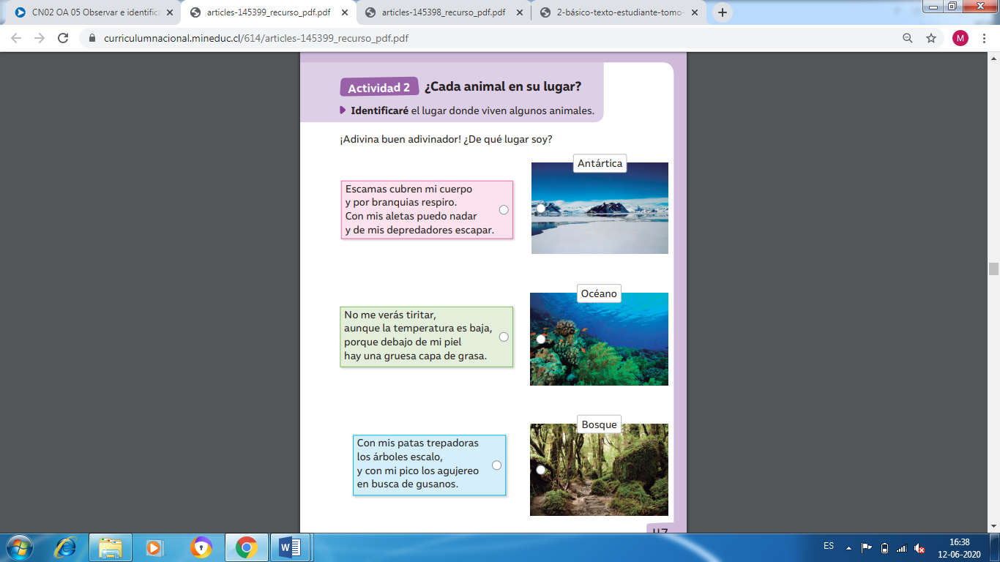 CN02 OA 05 Observar e identifica
articles-145399_recurso_pdf.pdf
articles-145398_recurso_pdf.pdf
2-básico-texto-estudiante-tomo-
curriculumnacional.mineduc.cl/614/articles-145399_recurso_pdf.pdf
M
Actividad 2 ¿Cada animal en su lugar?
Identificaré el lugar donde viven algunos animales.
¡Adivina buen adivinador! ¿De qué lugar soy?
Escamas cubren mi cuerpo
y por branquias respiro.
Con mis aletas puedo nadar
y de mis depredadores escapar.
Antártica
No me verás tiritar,
aunque la temperatura es baja,
porque debajo de mi piel
hay una gruesa capa de grasa.
Océano
Con mis patas trepadoras
los árboles escalo,
y con mi pico los agujereo
en busca de gusanos.
Bosque
ES
16:38
12-06-2020